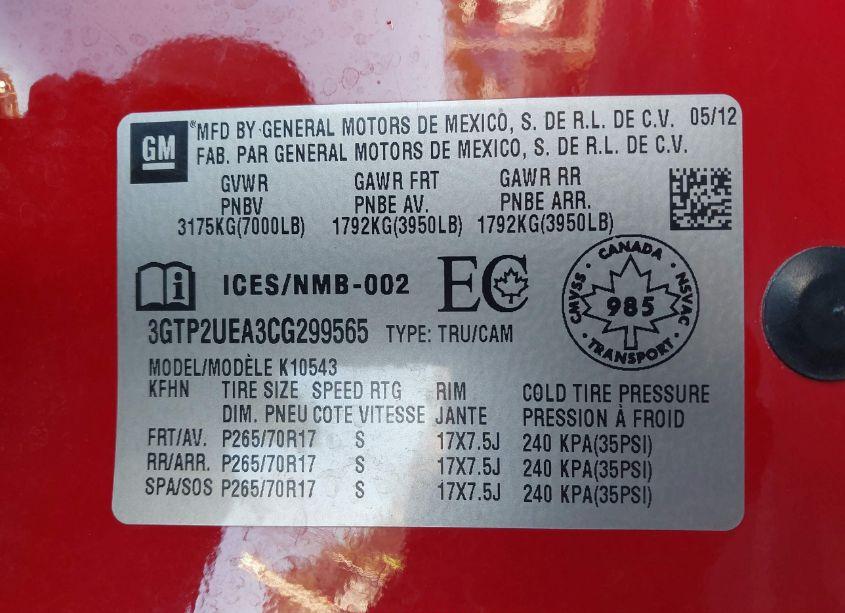 GM
®MFD BY GENERAL MOTORS DE MEXICO, S. DE R.L. DE C.V. 05/12
FAB. PAR GENERAL MOTORS DE MEXICO, S. DE R.L. DE C.V.
GVWR GAWR FRT GAWR RR
PNBV PNBE AV. PNBE ARR.
3175KG(7000LB) 1792KG(3950LB) 1792KG(3950LB)
i ICES/NMB-002 EC
CANADA
CMVSS 985 NSVAC
TRANSPORT
3GTP2UEA3CG299565 TYPE: TRU/CAM
MODEL/MODÈLE K10543
KFHN TIRE SIZE SPEED RTG RIM COLD TIRE PRESSURE
DIM. PNEU COTE VITESSE JANTE PRESSION À FROID
FRT/AV. P265/70R17 S 17X7.5J 240 KPA(35PSI)
RR/ARR. P265/70R17 S 17X7.5J 240 KPA(35PSI)
SPA/SOS P265/70R17 S 17X7.5J 240 KPA(35PSI)